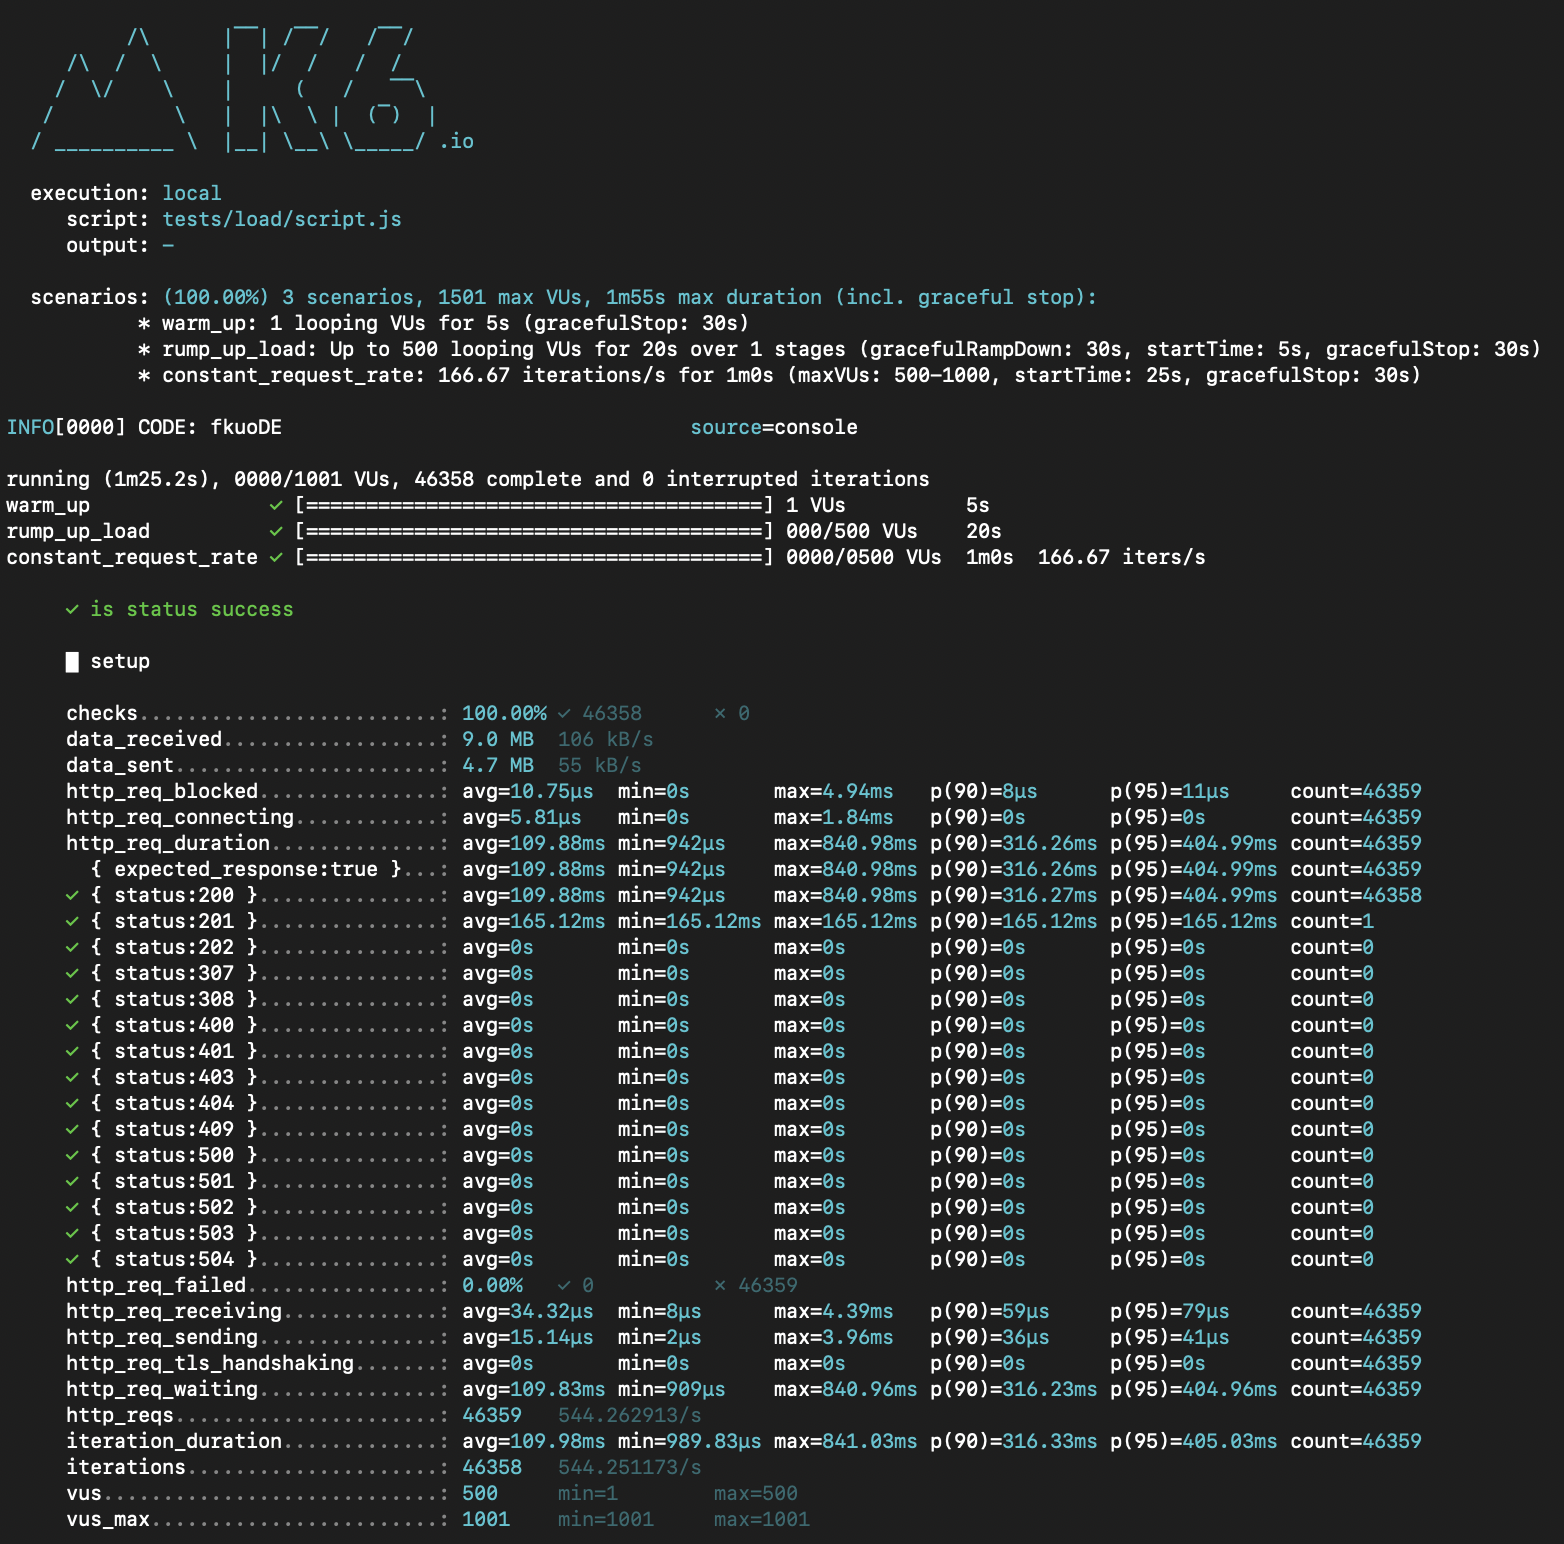 /\      |‾‾| /‾‾/   /‾‾/
     /\  /  \     |  |/  /   /  /
    /  \/    \    |     (   /   ‾‾\
   /          \   |  |\  \ |  (‾)  |
  / __________ \  |__| \__\ \_____/ .io
execution: local
script: tests/load/script.js
output: -
scenarios: (100.00%) 3 scenarios, 1501 max VUs, 1m55s max duration (incl. graceful stop):
* warm_up: 1 looping VUs for 5s (gracefulStop: 30s)
* rump_up_load: Up to 500 looping VUs for 20s over 1 stages (gracefulRampDown: 30s, startTime: 5s, gracefulStop: 30s)
* constant_request_rate: 166.67 iterations/s for 1m0s (maxVUs: 500-1000, startTime: 25s, gracefulStop: 30s)
INFO[0000] CODE: fkuoDE source=console
running (1m25.2s), 0000/1001 VUs, 46358 complete and 0 interrupted iterations
warm_up ✓ [======================================] 1 VUs 5s
rump_up_load ✓ [======================================] 000/500 VUs 20s
constant_request_rate ✓ [======================================] 0000/0500 VUs 1m0s 166.67 iters/s
✓ is status success
█ setup
checks.........................: 100.00% ✓ 46358 ✗ 0
data_received..................: 9.0 MB 106 kB/s
data_sent......................: 4.7 MB 55 kB/s
http_req_blocked...............: avg=10.75µs min=0s max=4.94ms p(90)=8µs p(95)=11µs count=46359
http_req_connecting............: avg=5.81µs min=0s max=1.84ms p(90)=0s p(95)=0s count=46359
http_req_duration..............: avg=109.88ms min=942µs max=840.98ms p(90)=316.26ms p(95)=404.99ms count=46359
{ expected_response:true }...: avg=109.88ms min=942µs max=840.98ms p(90)=316.26ms p(95)=404.99ms count=46359
✓ { status:200 }...............: avg=109.88ms min=942µs max=840.98ms p(90)=316.27ms p(95)=404.99ms count=46358
✓ { status:201 }...............: avg=165.12ms min=165.12ms max=165.12ms p(90)=165.12ms p(95)=165.12ms count=1
✓ { status:202 }...............: avg=0s min=0s max=0s p(90)=0s p(95)=0s count=0
✓ { status:307 }...............: avg=0s min=0s max=0s p(90)=0s p(95)=0s count=0
✓ { status:308 }...............: avg=0s min=0s max=0s p(90)=0s p(95)=0s count=0
✓ { status:400 }...............: avg=0s min=0s max=0s p(90)=0s p(95)=0s count=0
✓ { status:401 }...............: avg=0s min=0s max=0s p(90)=0s p(95)=0s count=0
✓ { status:403 }...............: avg=0s min=0s max=0s p(90)=0s p(95)=0s count=0
✓ { status:404 }...............: avg=0s min=0s max=0s p(90)=0s p(95)=0s count=0
✓ { status:409 }...............: avg=0s min=0s max=0s p(90)=0s p(95)=0s count=0
✓ { status:500 }...............: avg=0s min=0s max=0s p(90)=0s p(95)=0s count=0
✓ { status:501 }...............: avg=0s min=0s max=0s p(90)=0s p(95)=0s count=0
✓ { status:502 }...............: avg=0s min=0s max=0s p(90)=0s p(95)=0s count=0
✓ { status:503 }...............: avg=0s min=0s max=0s p(90)=0s p(95)=0s count=0
✓ { status:504 }...............: avg=0s min=0s max=0s p(90)=0s p(95)=0s count=0
http_req_failed................: 0.00% ✓ 0 ✗ 46359
http_req_receiving.............: avg=34.32µs min=8µs max=4.39ms p(90)=59µs p(95)=79µs count=46359
http_req_sending...............: avg=15.14µs min=2µs max=3.96ms p(90)=36µs p(95)=41µs count=46359
http_req_tls_handshaking.......: avg=0s min=0s max=0s p(90)=0s p(95)=0s count=46359
http_req_waiting...............: avg=109.83ms min=909µs max=840.96ms p(90)=316.23ms p(95)=404.96ms count=46359
http_reqs......................: 46359 544.262913/s
iteration_duration.............: avg=109.98ms min=989.83µs max=841.03ms p(90)=316.33ms p(95)=405.03ms count=46359
iterations.....................: 46358 544.251173/s
vus............................: 500 min=1 max=500
vus_max........................: 1001 min=1001 max=1001